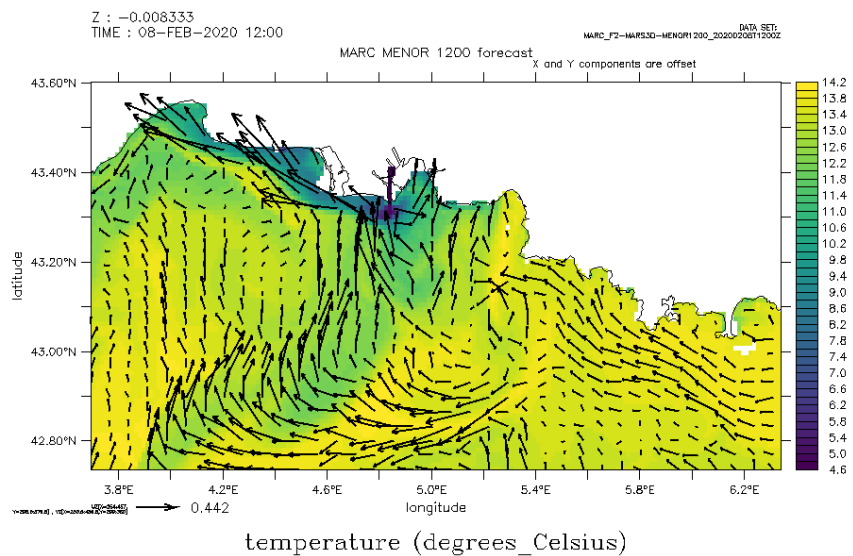 Z : -0.008333
TIME : 08-FEB-2020 12:00
DATA SET:
MARC_F2-MARS3D-MENOR1200_20200208T1200Z
MARC MENOR 1200 forecast
X and Y components are offset
43.60°N
43.40°N
43.20°N
43.00°N
42.80°N
latitude
3.8°E 4.2°E 4.6°E 5.0°E 5.4°E 5.8°E 6.2°E
longitude
14.2
13.8
13.4
13.0
12.6
12.2
11.8
11.4
11.0
10.6
10.2
9.8
9.4
9.0
8.6
8.2
7.8
7.4
7.0
6.6
6.2
5.8
5.4
5.0
4.6
0.442
temperature (degrees_Celsius)